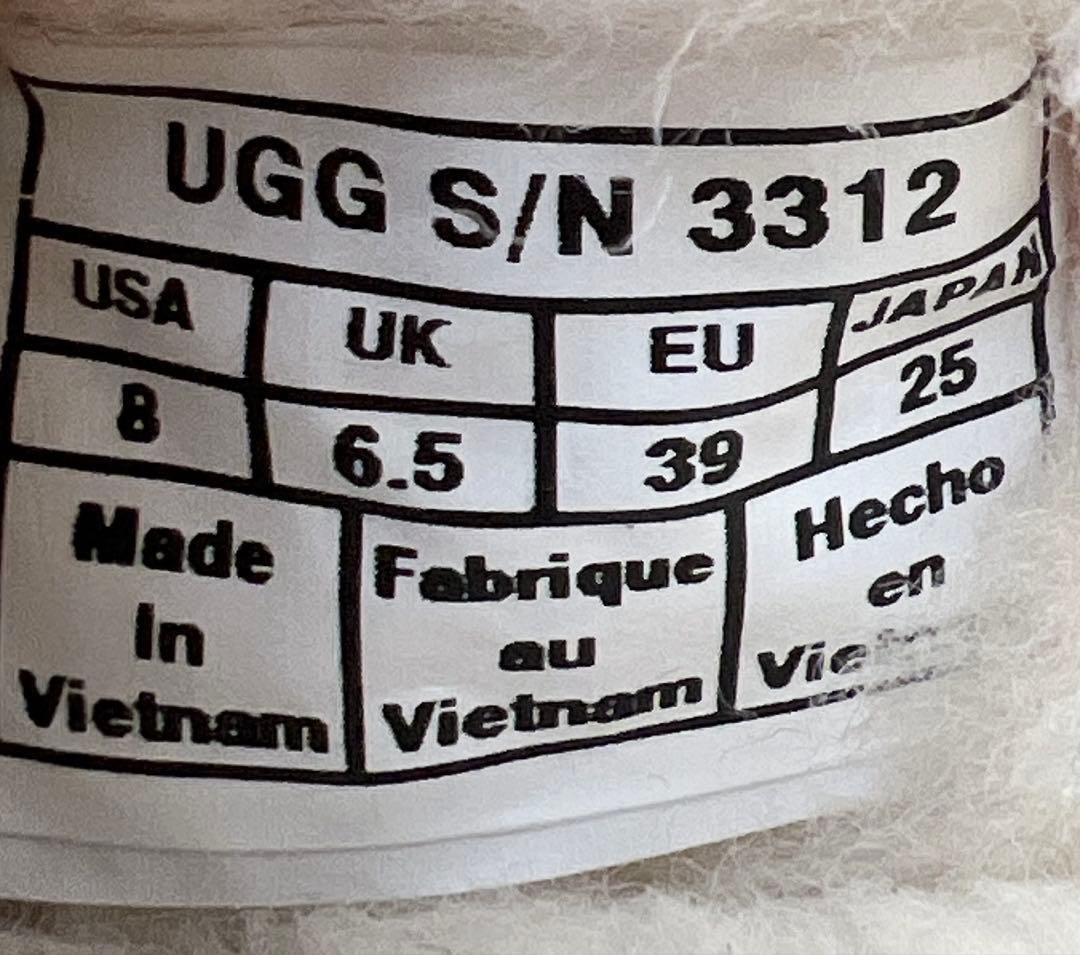 UGG S/N 3312
USA UK EU JAPAN
8 6.5 39 25
Made
In
Vietnam
Fabrique
au
Vietnam
Hecho
en